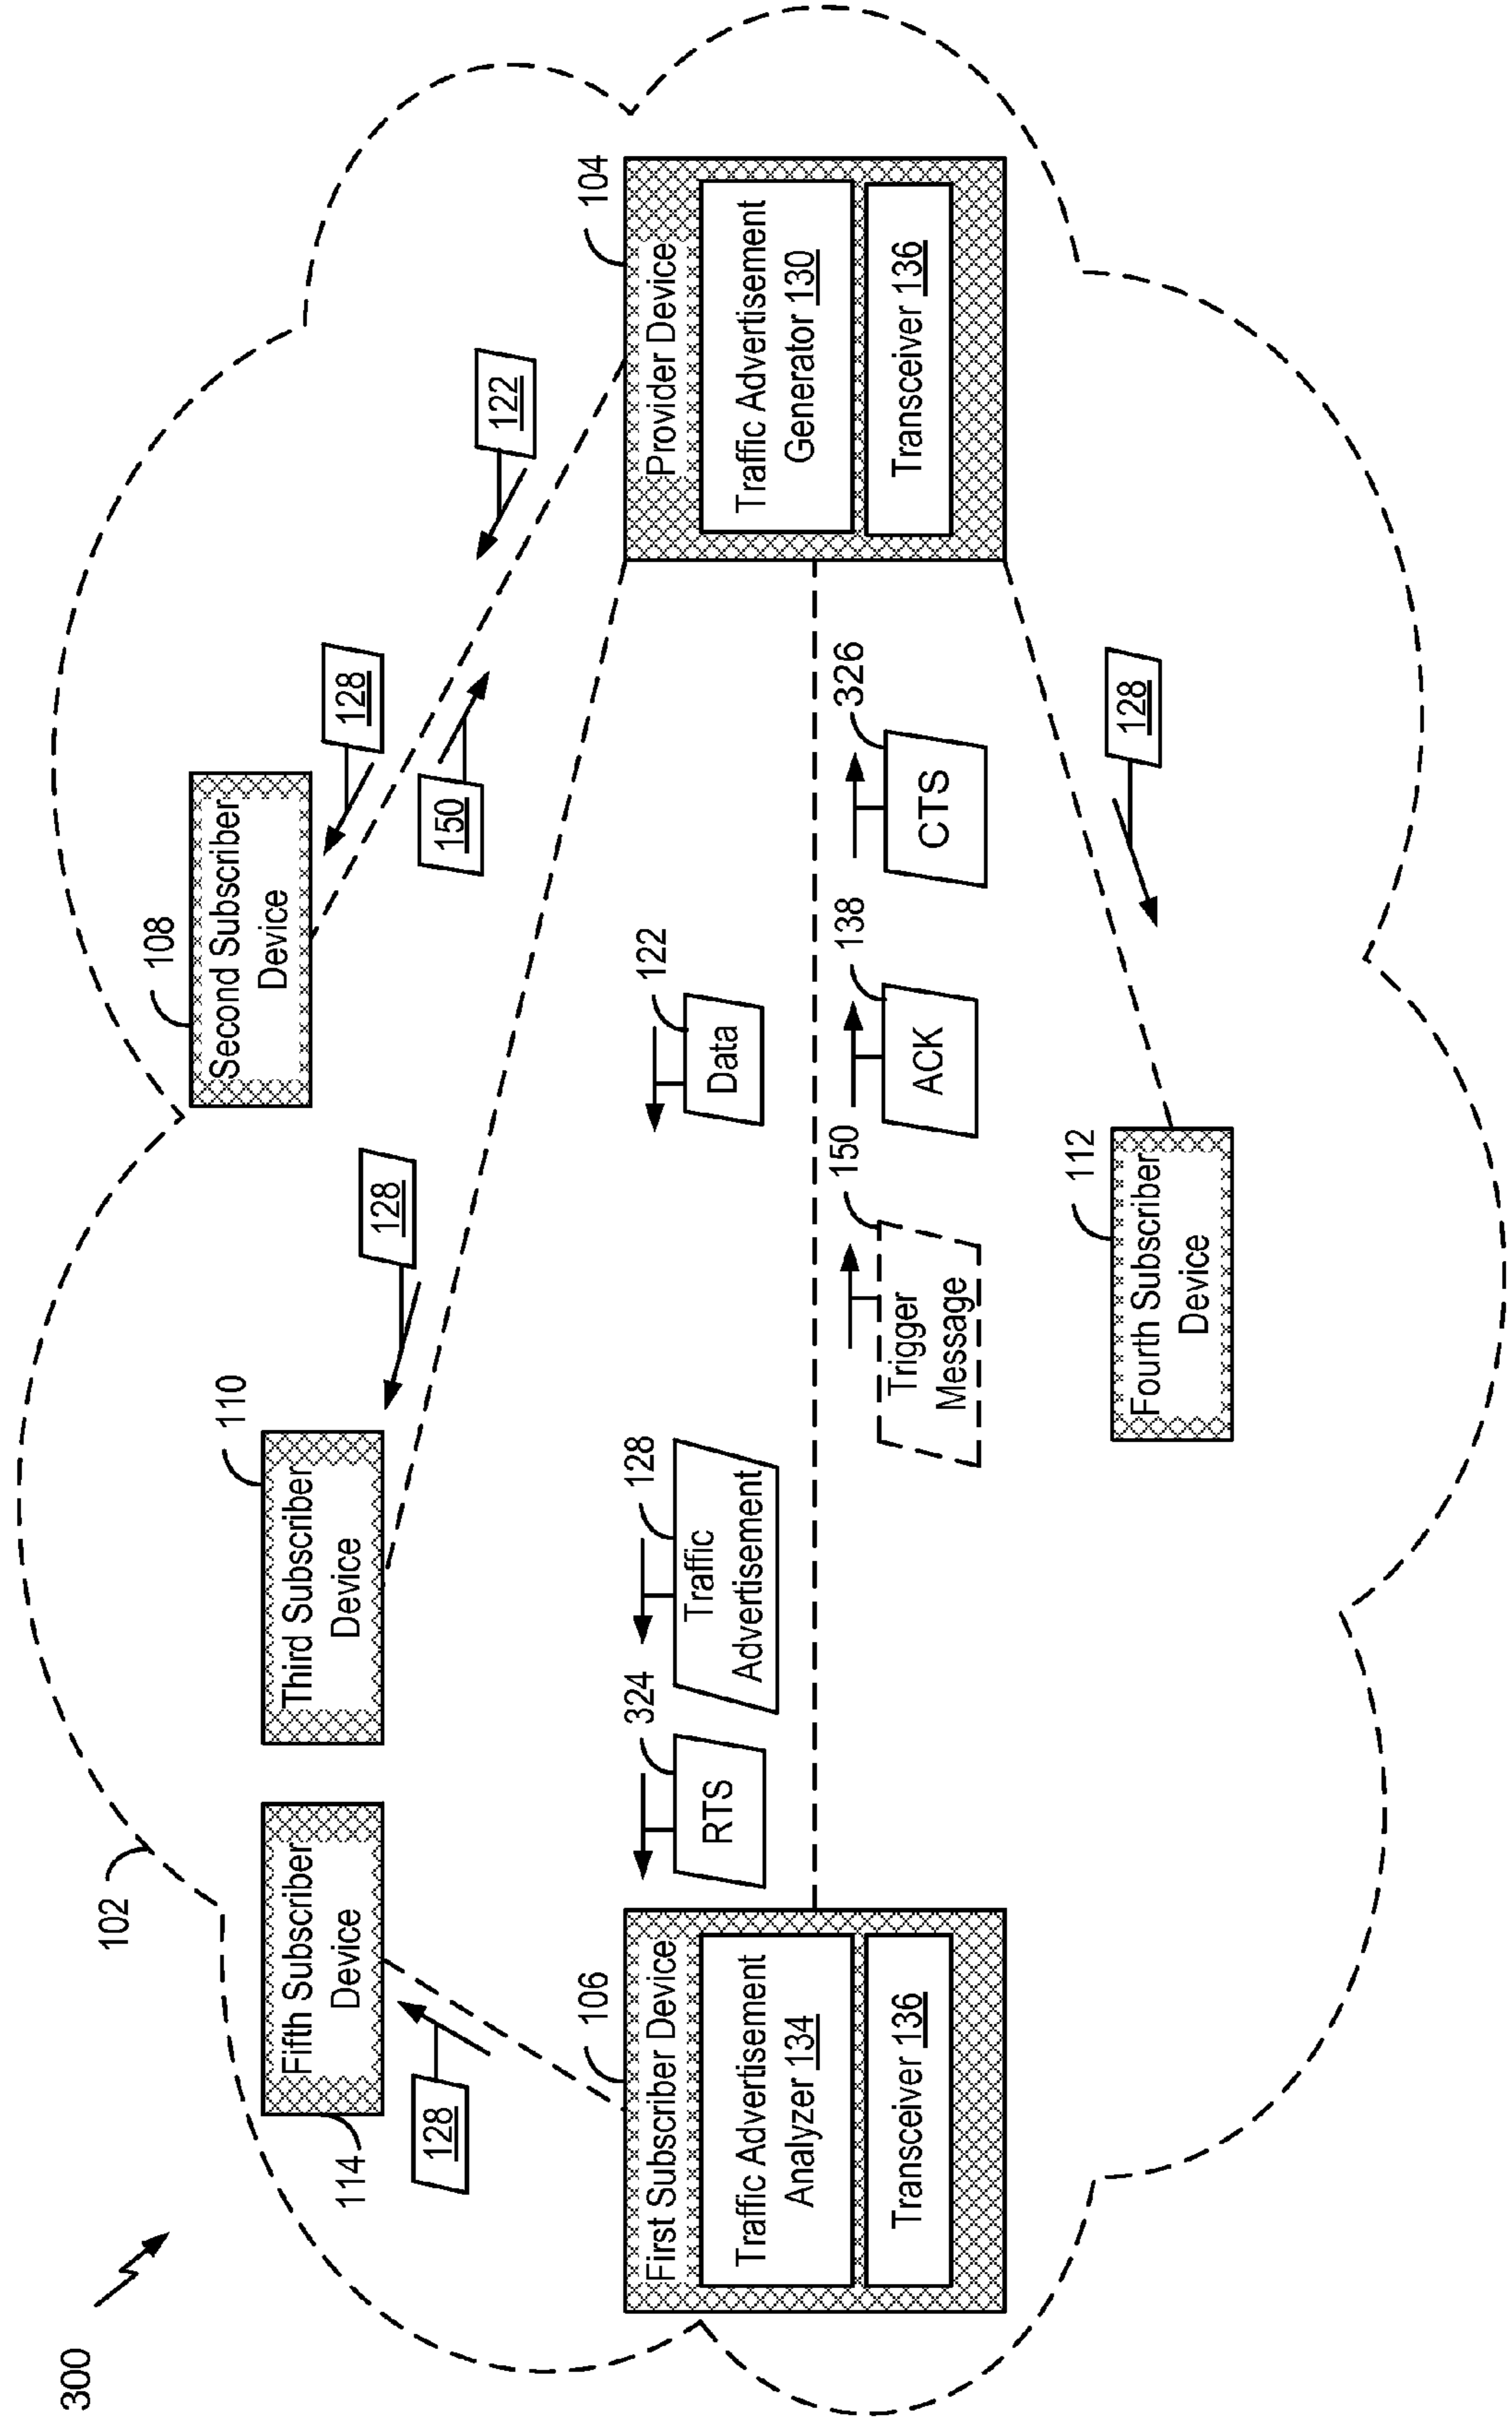 300
102
114
Fifth Subscriber
Device
128
110
Third Subscriber
Device
128
108
Second Subscriber
Device
128
150
122
106
First Subscriber Device
Traffic Advertisement
Analyzer 134
Transceiver 136
324
RTS
128
Traffic
Advertisement
122
Data
150
Trigger
Message
138
ACK
326
CTS
104
Provider Device
Traffic Advertisement
Generator 130
Transceiver 136
112
Fourth Subscriber
Device
128